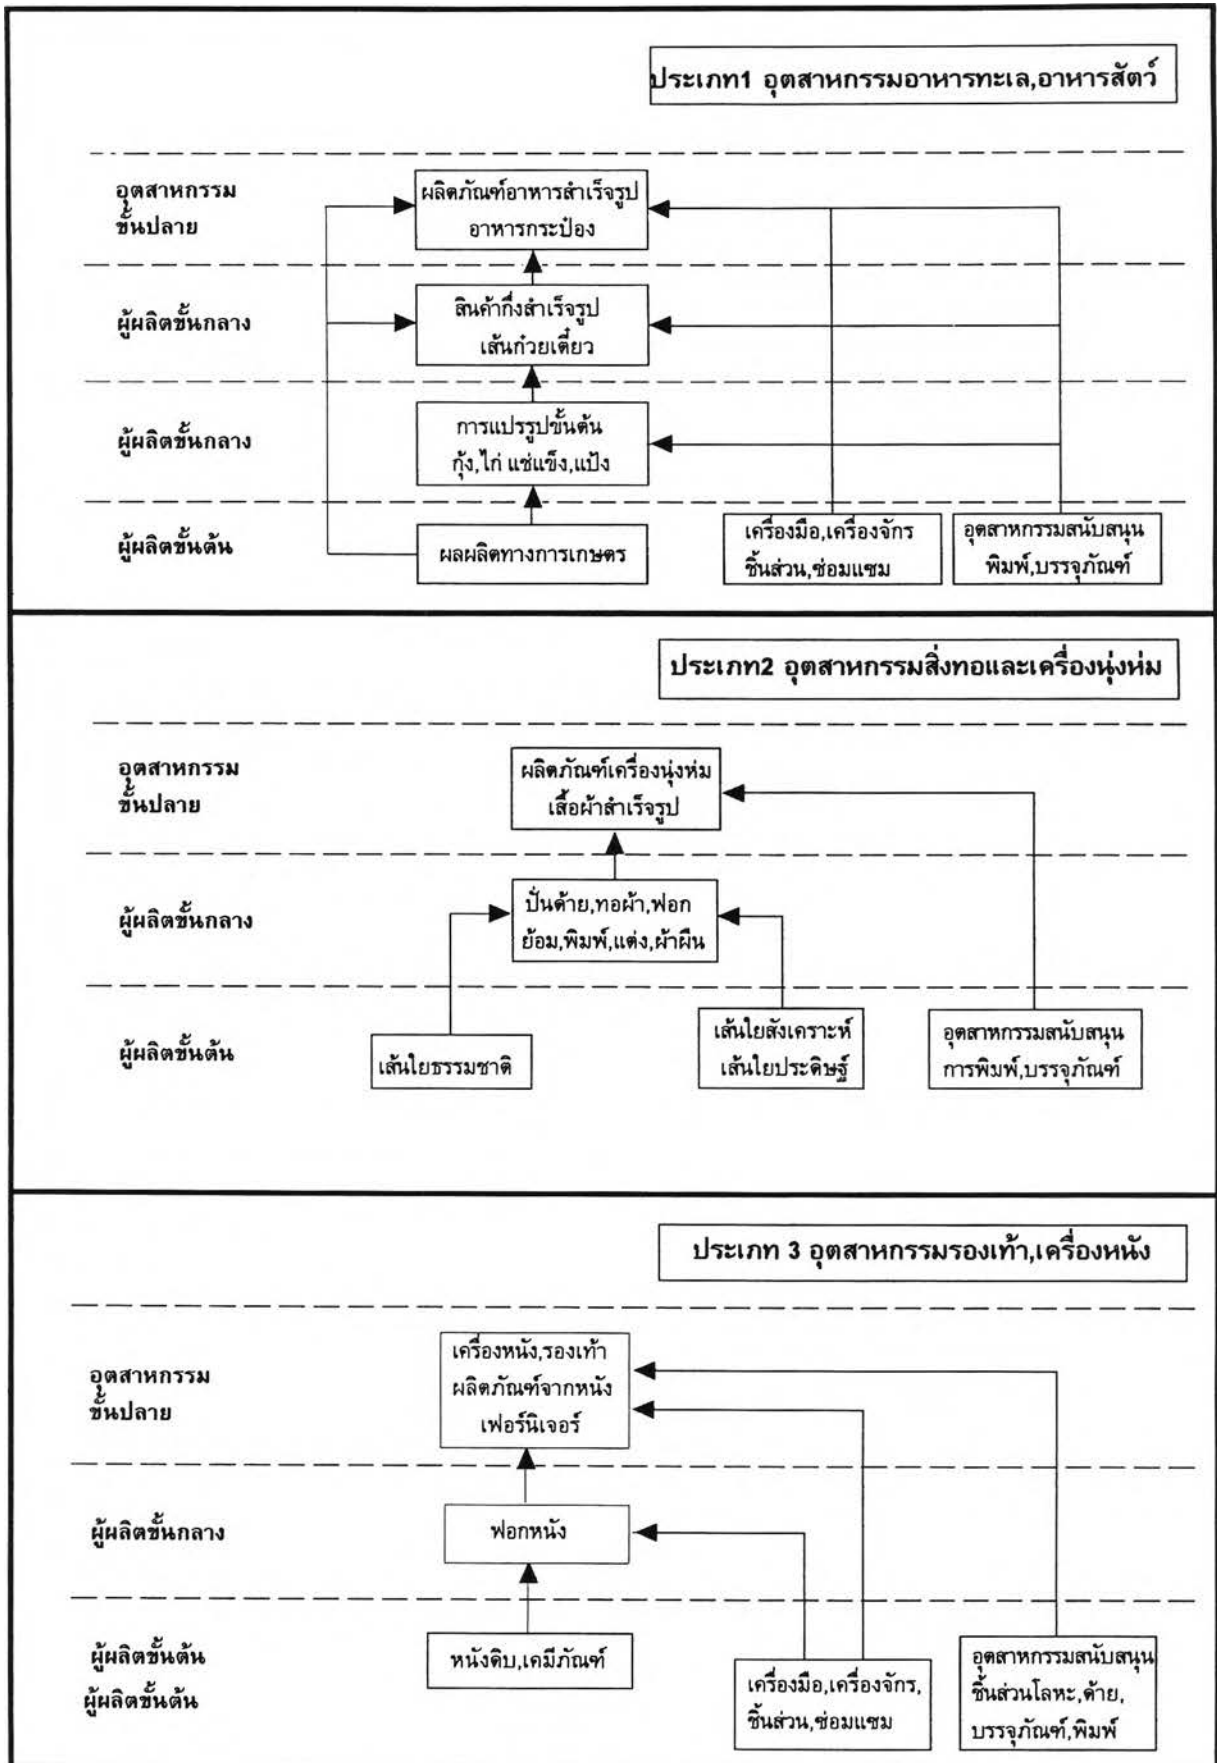 ประเภท1 อุตสาหกรรมอาหารทะเล,อาหารสัตว์
อุตสาหกรรม
ขั้นปลาย
ผลิตภัณฑ์อาหารสำเร็จรูป
อาหารกระป๋อง
ผู้ผลิตขั้นกลาง
สินค้ากึ่งสำเร็จรูป
เส้นก๋วยเตี๋ยว
ผู้ผลิตขั้นกลาง
การแปรรูปขั้นต้น
กุ้ง,ไก่ แช่แข็ง,แป้ง
ผู้ผลิตขั้นต้น
ผลผลิตทางการเกษตร
เครื่องมือ,เครื่องจักร
ชิ้นส่วน,ซ่อมแซม
อุตสาหกรรมสนับสนุน
พิมพ์,บรรจุภัณฑ์
ประเภท2 อุตสาหกรรมสิ่งทอและเครื่องนุ่งห่ม
อุตสาหกรรม
ขั้นปลาย
ผลิตภัณฑ์เครื่องนุ่งห่ม
เสื้อผ้าสำเร็จรูป
ผู้ผลิตขั้นกลาง
ปั่นด้าย,ทอผ้า,ฟอก
ย้อม,พิมพ์,แต่ง,ผ้าผืน
ผู้ผลิตขั้นต้น
เส้นใยธรรมชาติ
เส้นใยสังเคราะห์
เส้นใยประดิษฐ์
อุตสาหกรรมสนับสนุน
การพิมพ์,บรรจุภัณฑ์
ประเภท 3 อุตสาหกรรมรองเท้า,เครื่องหนัง
อุตสาหกรรม
ขั้นปลาย
เครื่องหนัง,รองเท้า
ผลิตภัณฑ์จากหนัง
เฟอร์นิเจอร์
ผู้ผลิตขั้นกลาง
ฟอกหนัง
ผู้ผลิตขั้นต้น
ผู้ผลิตขั้นต้น
หนังดิบ,เคมีภัณฑ์
เครื่องมือ,เครื่องจักร,
ชิ้นส่วน,ซ่อมแซม
อุตสาหกรรมสนับสนุน
ชิ้นส่วนโลหะ,ด้าย,
บรรจุภัณฑ์,พิมพ์